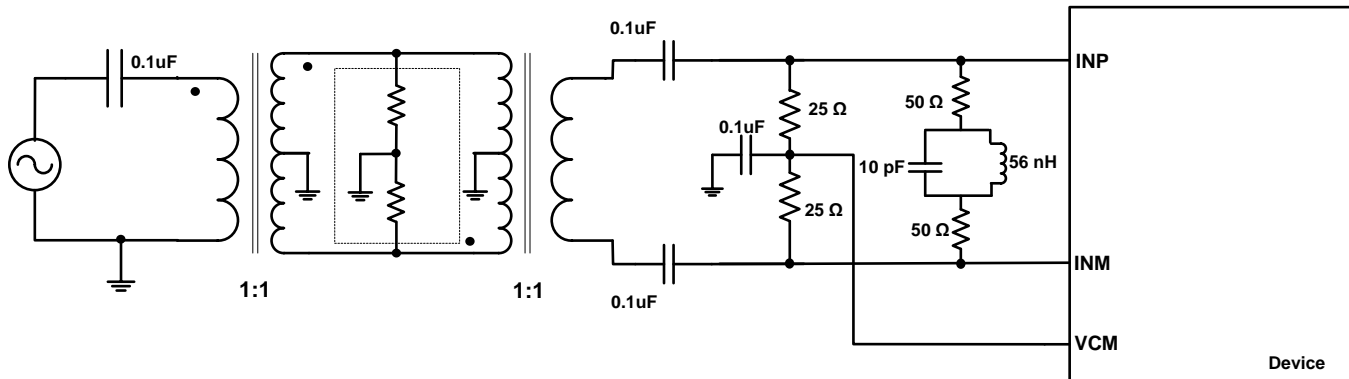 0.1uF
1:1
1:1
0.1uF
0.1uF
0.1uF
25 Ω
25 Ω
50 Ω
10 pF
56 nH
50 Ω
INP
INM
VCM
Device